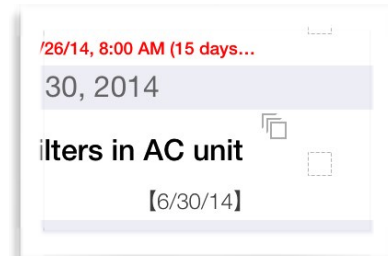 /26/14, 8:00 AM (15 days...
30, 2014
ilters in AC unit
【6/30/14】